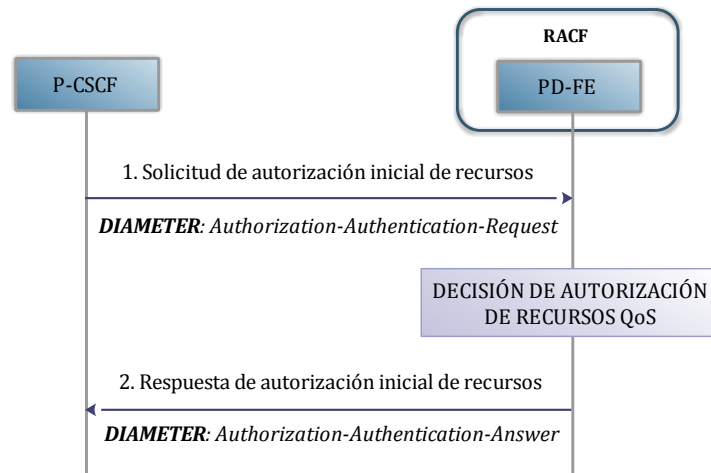 RACF
P-CSCF
PD-FE
1. Solicitud de autorización inicial de recursos
DIAMETER: Authorization-Authentication-Request
DECISIÓN DE AUTORIZACIÓN
DE RECURSOS QoS
2. Respuesta de autorización inicial de recursos
DIAMETER: Authorization-Authentication-Answer